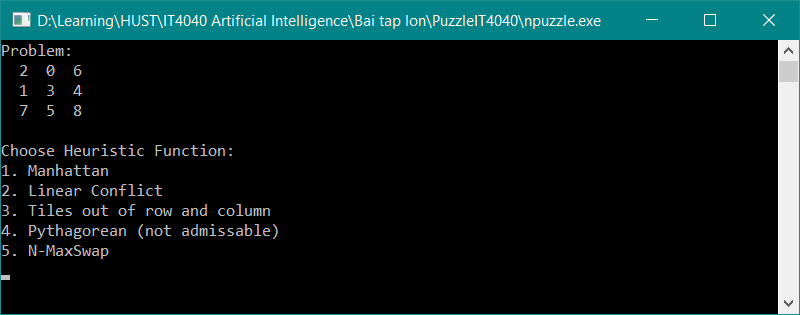 D:\Learning\HUST\IT4040 Artificial Intelligence\Bai tap lon\PuzzleIT4040\npuzzle.exe
Problem:
2 0 6
1 3 4
7 5 8
Choose Heuristic Function:
1. Manhattan
2. Linear Conflict
3. Tiles out of row and column
4. Pythagorean (not admissable)
5. N-MaxSwap